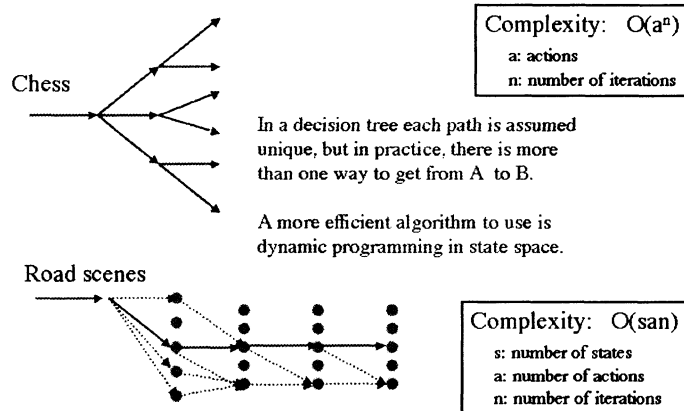 Complexity: O(aⁿ)
a: actions
n: number of iterations
Chess
In a decision tree each path is assumed
unique, but in practice, there is more
than one way to get from A to B.
A more efficient algorithm to use is
dynamic programming in state space.
Road scenes
Complexity: O(san)
s: number of states
a: number of actions
n: number of iterations